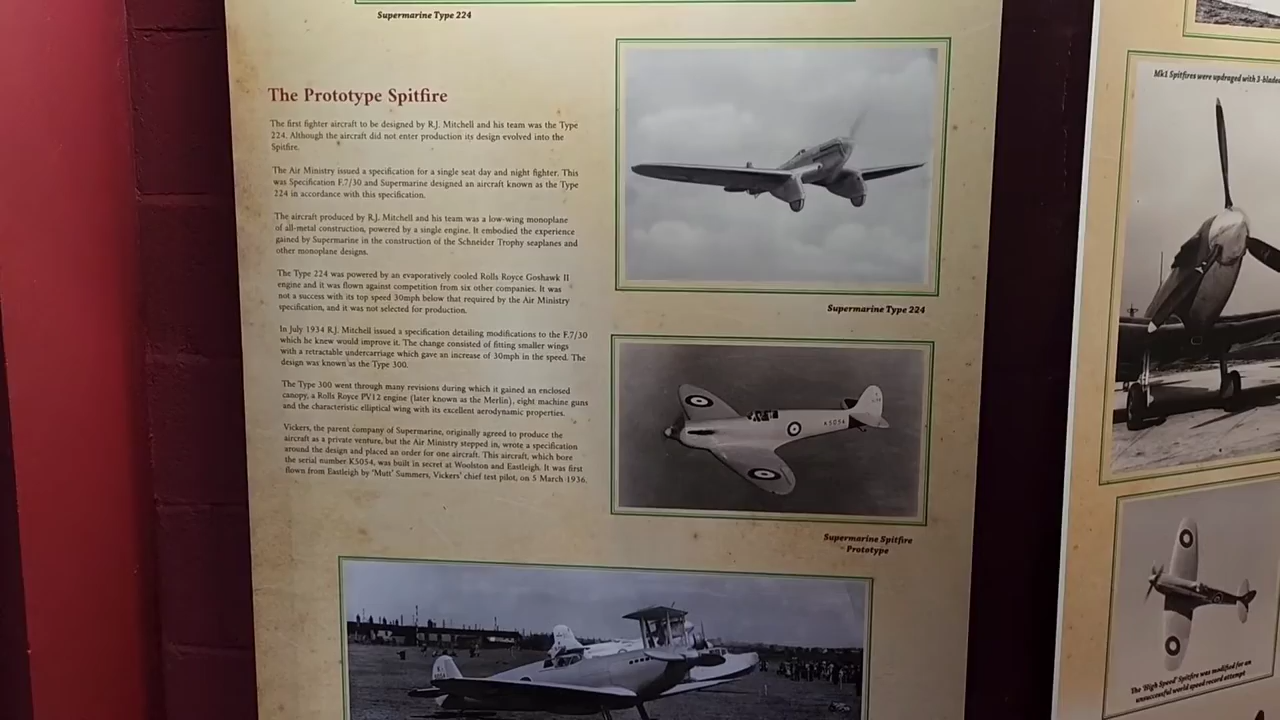 Supermarine Type 224
The Prototype Spitfire
The first fighter aircraft to be designed by R.J. Mitchell and his team was the Type
224. Although the aircraft did not enter production its design evolved into the
Spitfire.
The Air Ministry issued a specification for a single seat day and night fighter. This
was Specification F.7/30 and Supermarine designed an aircraft known as the Type
224 in accordance with this specification.
The aircraft produced by R.J. Mitchell and his team was a low-wing monoplane
of all-metal construction, powered by a single engine. It embodied the experience
gained by Supermarine in the construction of the Schneider Trophy seaplanes and
other monoplane designs.
The Type 224 was powered by an evaporatively cooled Rolls Royce Goshawk II
engine and it was flown against competition from six other companies. It was
not a success with its top speed 30mph below that required by the Air Ministry
specification, and it was not selected for production.
In July 1934 R.J. Mitchell issued a specification detailing modifications to the F.7/30
which he knew would improve it. The change consisted of fitting smaller wings
with a retractable undercarriage which gave an increase of 30mph in the speed. The
design was known as the Type 300.
The Type 300 went through many revisions during which it gained an enclosed
canopy, a Rolls Royce PV12 engine (later known as the Merlin), eight machine guns
and the characteristic elliptical wing with its excellent aerodynamic properties.
Vickers, the parent company of Supermarine, originally agreed to produce the
aircraft as a private venture, but the Air Ministry stepped in, wrote a specification
around the design and placed an order for one aircraft. This aircraft, which bore
the serial number K5054, was built in secret at Woolston and Eastleigh. It was first
flown from Eastleigh by 'Mutt' Summers, Vickers' chief test pilot, on 5 March 1936.
Supermarine Type 224
K5054
Supermarine Spitfire
Prototype
Mk1 Spitfires were updraged with 3-bladed
The 'High Speed' Spitfire was modified for an
unsuccessful world speed record attempt